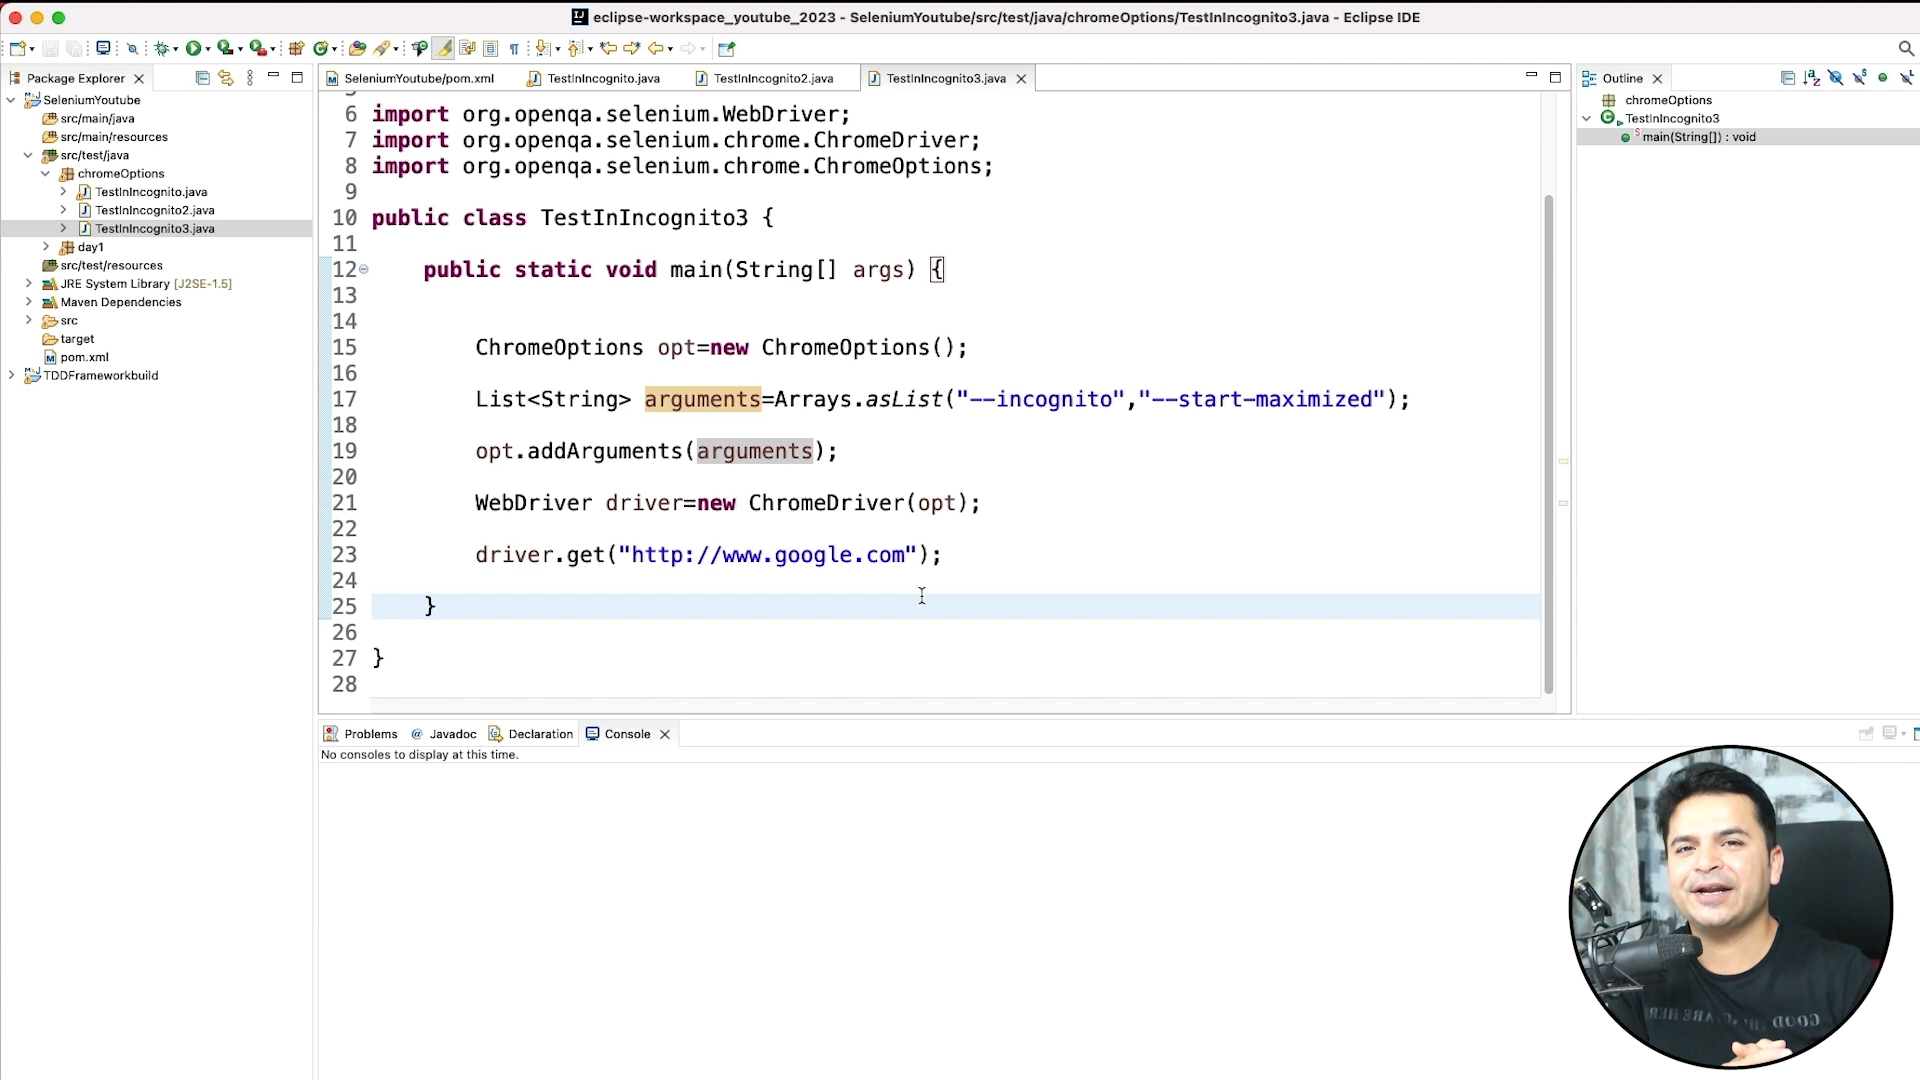 eclipse-workspace_youtube_2023 - SeleniumYoutube/src/test/java/chromeOptions/TestInIncognito3.java - Eclipse IDE
Package Explorer
SeleniumYoutube
src/main/java
src/main/resources
src/test/java
chromeOptions
TestInIncognito.java
TestInIncognito2.java
TestInIncognito3.java
day1
src/test/resources
JRE System Library [J2SE-1.5]
Maven Dependencies
src
target
pom.xml
TDDFrameworkbuild
SeleniumYoutube/pom.xml
TestInIncognito.java
TestInIncognito2.java
TestInIncognito3.java
6 import org.openqa.selenium.WebDriver;
7 import org.openqa.selenium.chrome.ChromeDriver;
8 import org.openqa.selenium.chrome.ChromeOptions;
9
10 public class TestInIncognito3 {
11
12 public static void main(String[] args) {
13
14
15 ChromeOptions opt=new ChromeOptions();
16
17 List<String> arguments=Arrays.asList("--incognito","--start-maximized");
18
19 opt.addArguments(arguments);
20
21 WebDriver driver=new ChromeDriver(opt);
22
23 driver.get("http://www.google.com");
24
25 }
26
27 }
28
Outline
chromeOptions
TestInIncognito3
main(String[]) : void
Problems
@ Javadoc
Declaration
Console
No consoles to display at this time.